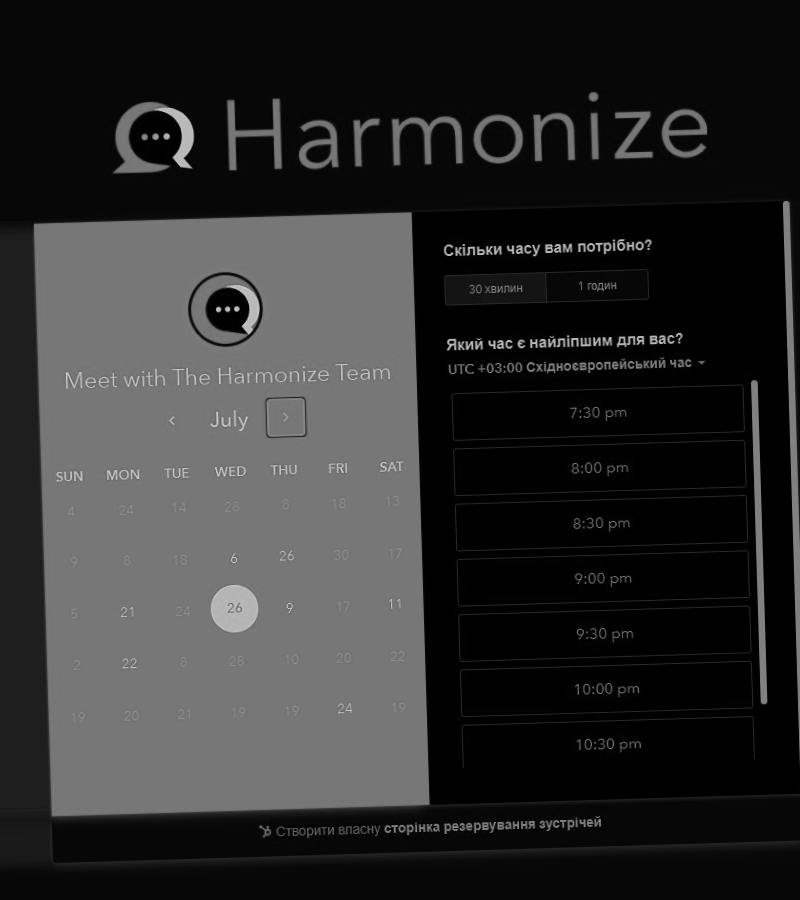 Harmonize
Meet with The Harmonize Team
July
SUN MON TUE WED THU FRI SAT
4 24 14 28 8 18 13
9 8 18 6 26 30 17
5 21 24 26 9 17 11
2 22 8 28 10 20 22
19 20 21 19 19 24 19
Скільки часу вам потрібно?
30 хвилин 1 годин
Який час є найліпшим для вас?
UTC +03:00 Східноєвропейський час
7:30 pm
8:00 pm
8:30 pm
9:00 pm
9:30 pm
10:00 pm
10:30 pm
Створити власну сторінка резервування зустрічей